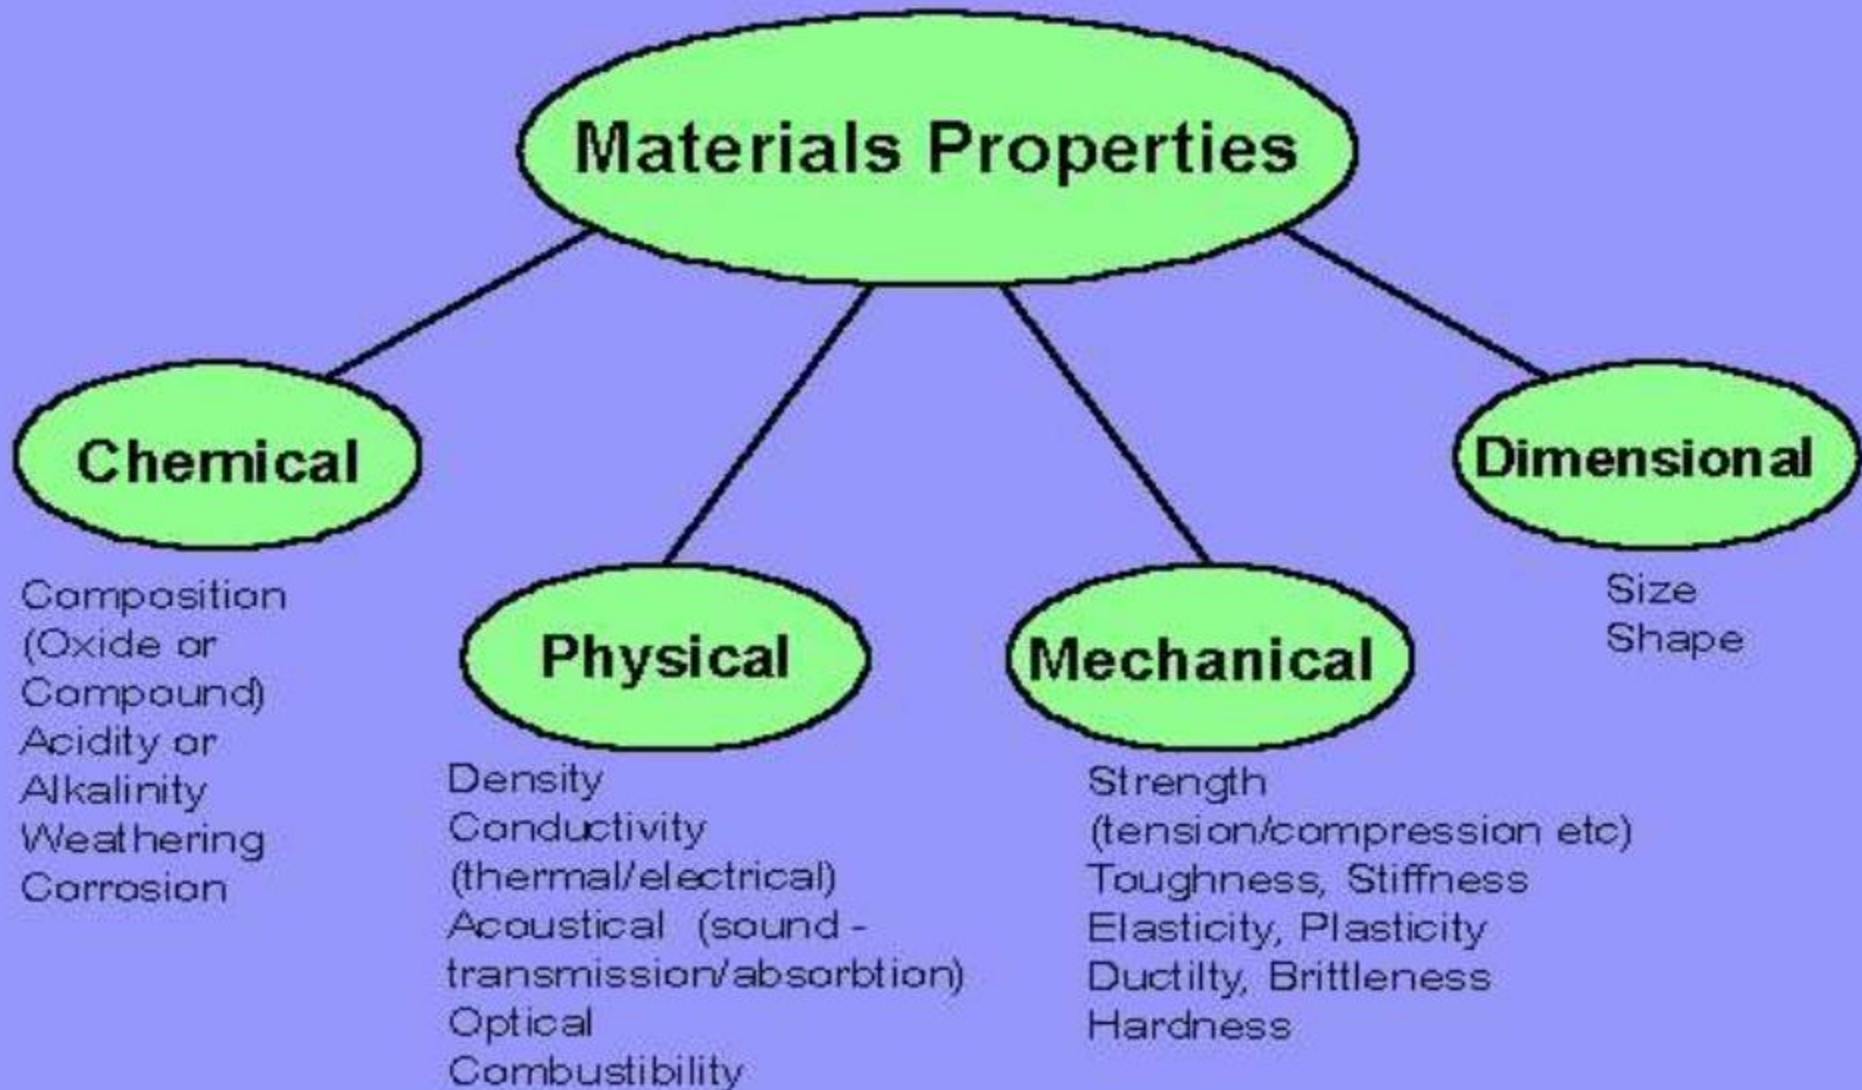 Materials Properties
Chemical
Composition
(Oxide or
Compound)
Acidity or
Alkalinity
Weathering
Corrosion
Physical
Density
Conductivity
(thermal/electrical)
Acoustical (sound -
transmission/absorbtion)
Optical
Combustibility
Mechanical
Strength
(tension/compression etc)
Toughness, Stiffness
Elasticity, Plasticity
Ductilty, Brittleness
Hardness
Dimensional
Size
Shape